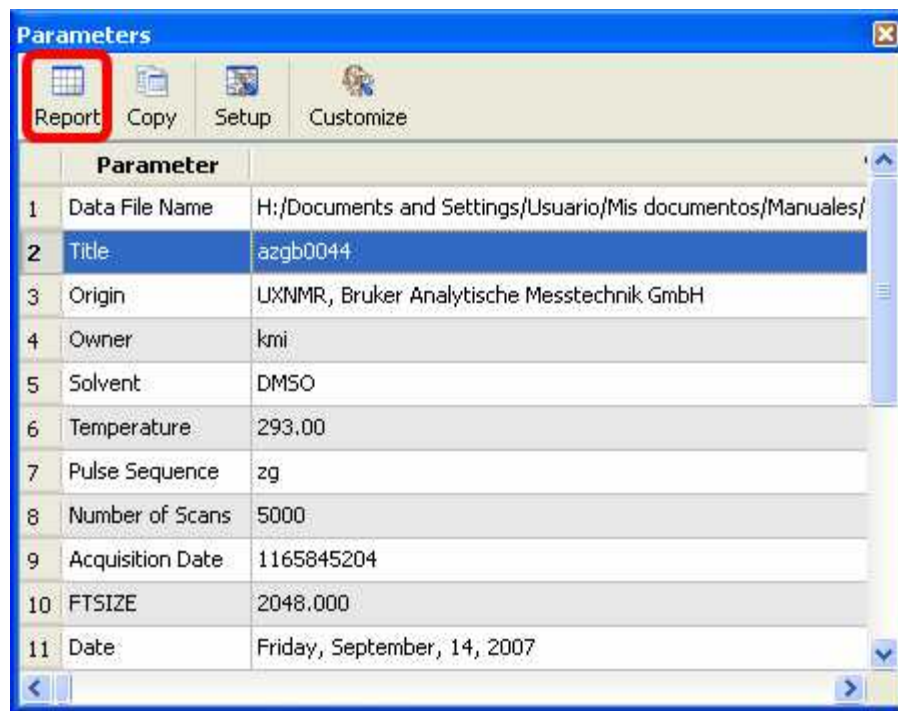 Parameters
Report Copy Setup Customize
Parameter
1 Data File Name H:/Documents and Settings/Usuario/Mis documentos/Manuales/
2 Title azgb0044
3 Origin UXNMR, Bruker Analytische Messtechnik GmbH
4 Owner kmi
5 Solvent DMSO
6 Temperature 293.00
7 Pulse Sequence zg
8 Number of Scans 5000
9 Acquisition Date 1165845204
10 FTSIZE 2048.000
11 Date Friday, September, 14, 2007